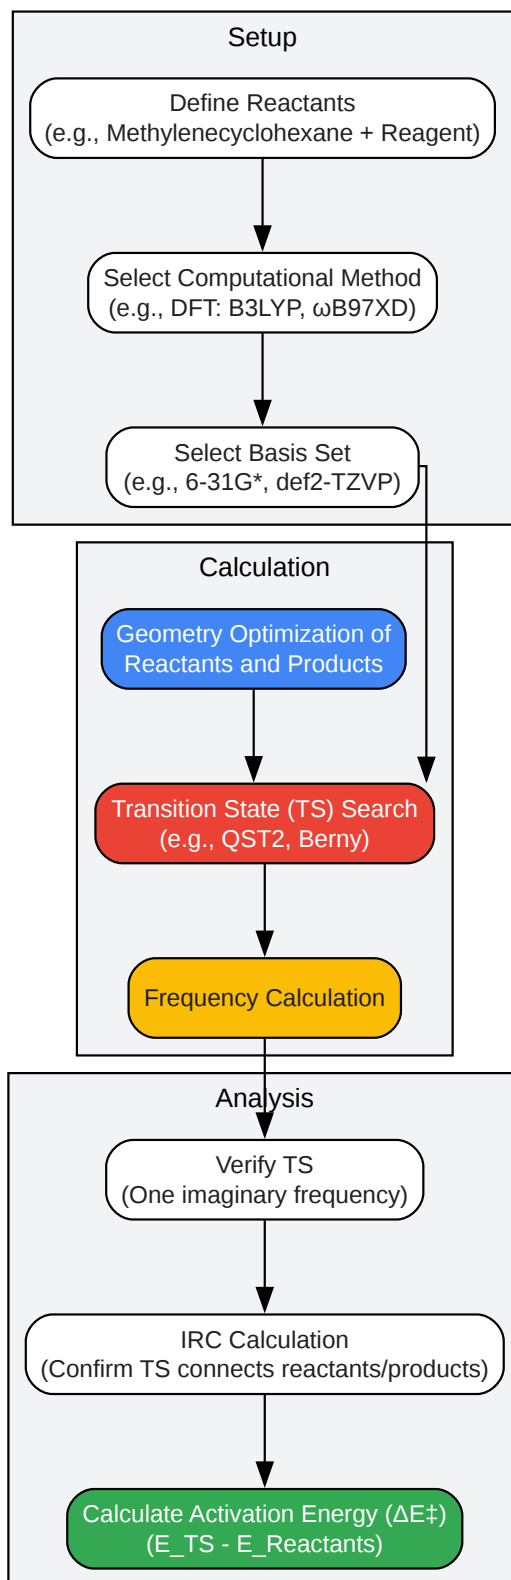 Setup
Define Reactants
(e.g., Methylenecyclohexane + Reagent)
Select Computational Method
(e.g., DFT: B3LYP, ωB97XD)
Select Basis Set
(e.g., 6-31G*, def2-TZVP)
Calculation
Geometry Optimization of
Reactants and Products
Transition State (TS) Search
(e.g., QST2, Berny)
Frequency Calculation
Analysis
Verify TS
(One imaginary frequency)
IRC Calculation
(Confirm TS connects reactants/products)
Calculate Activation Energy (ΔE‡)
(E_TS - E_Reactants)